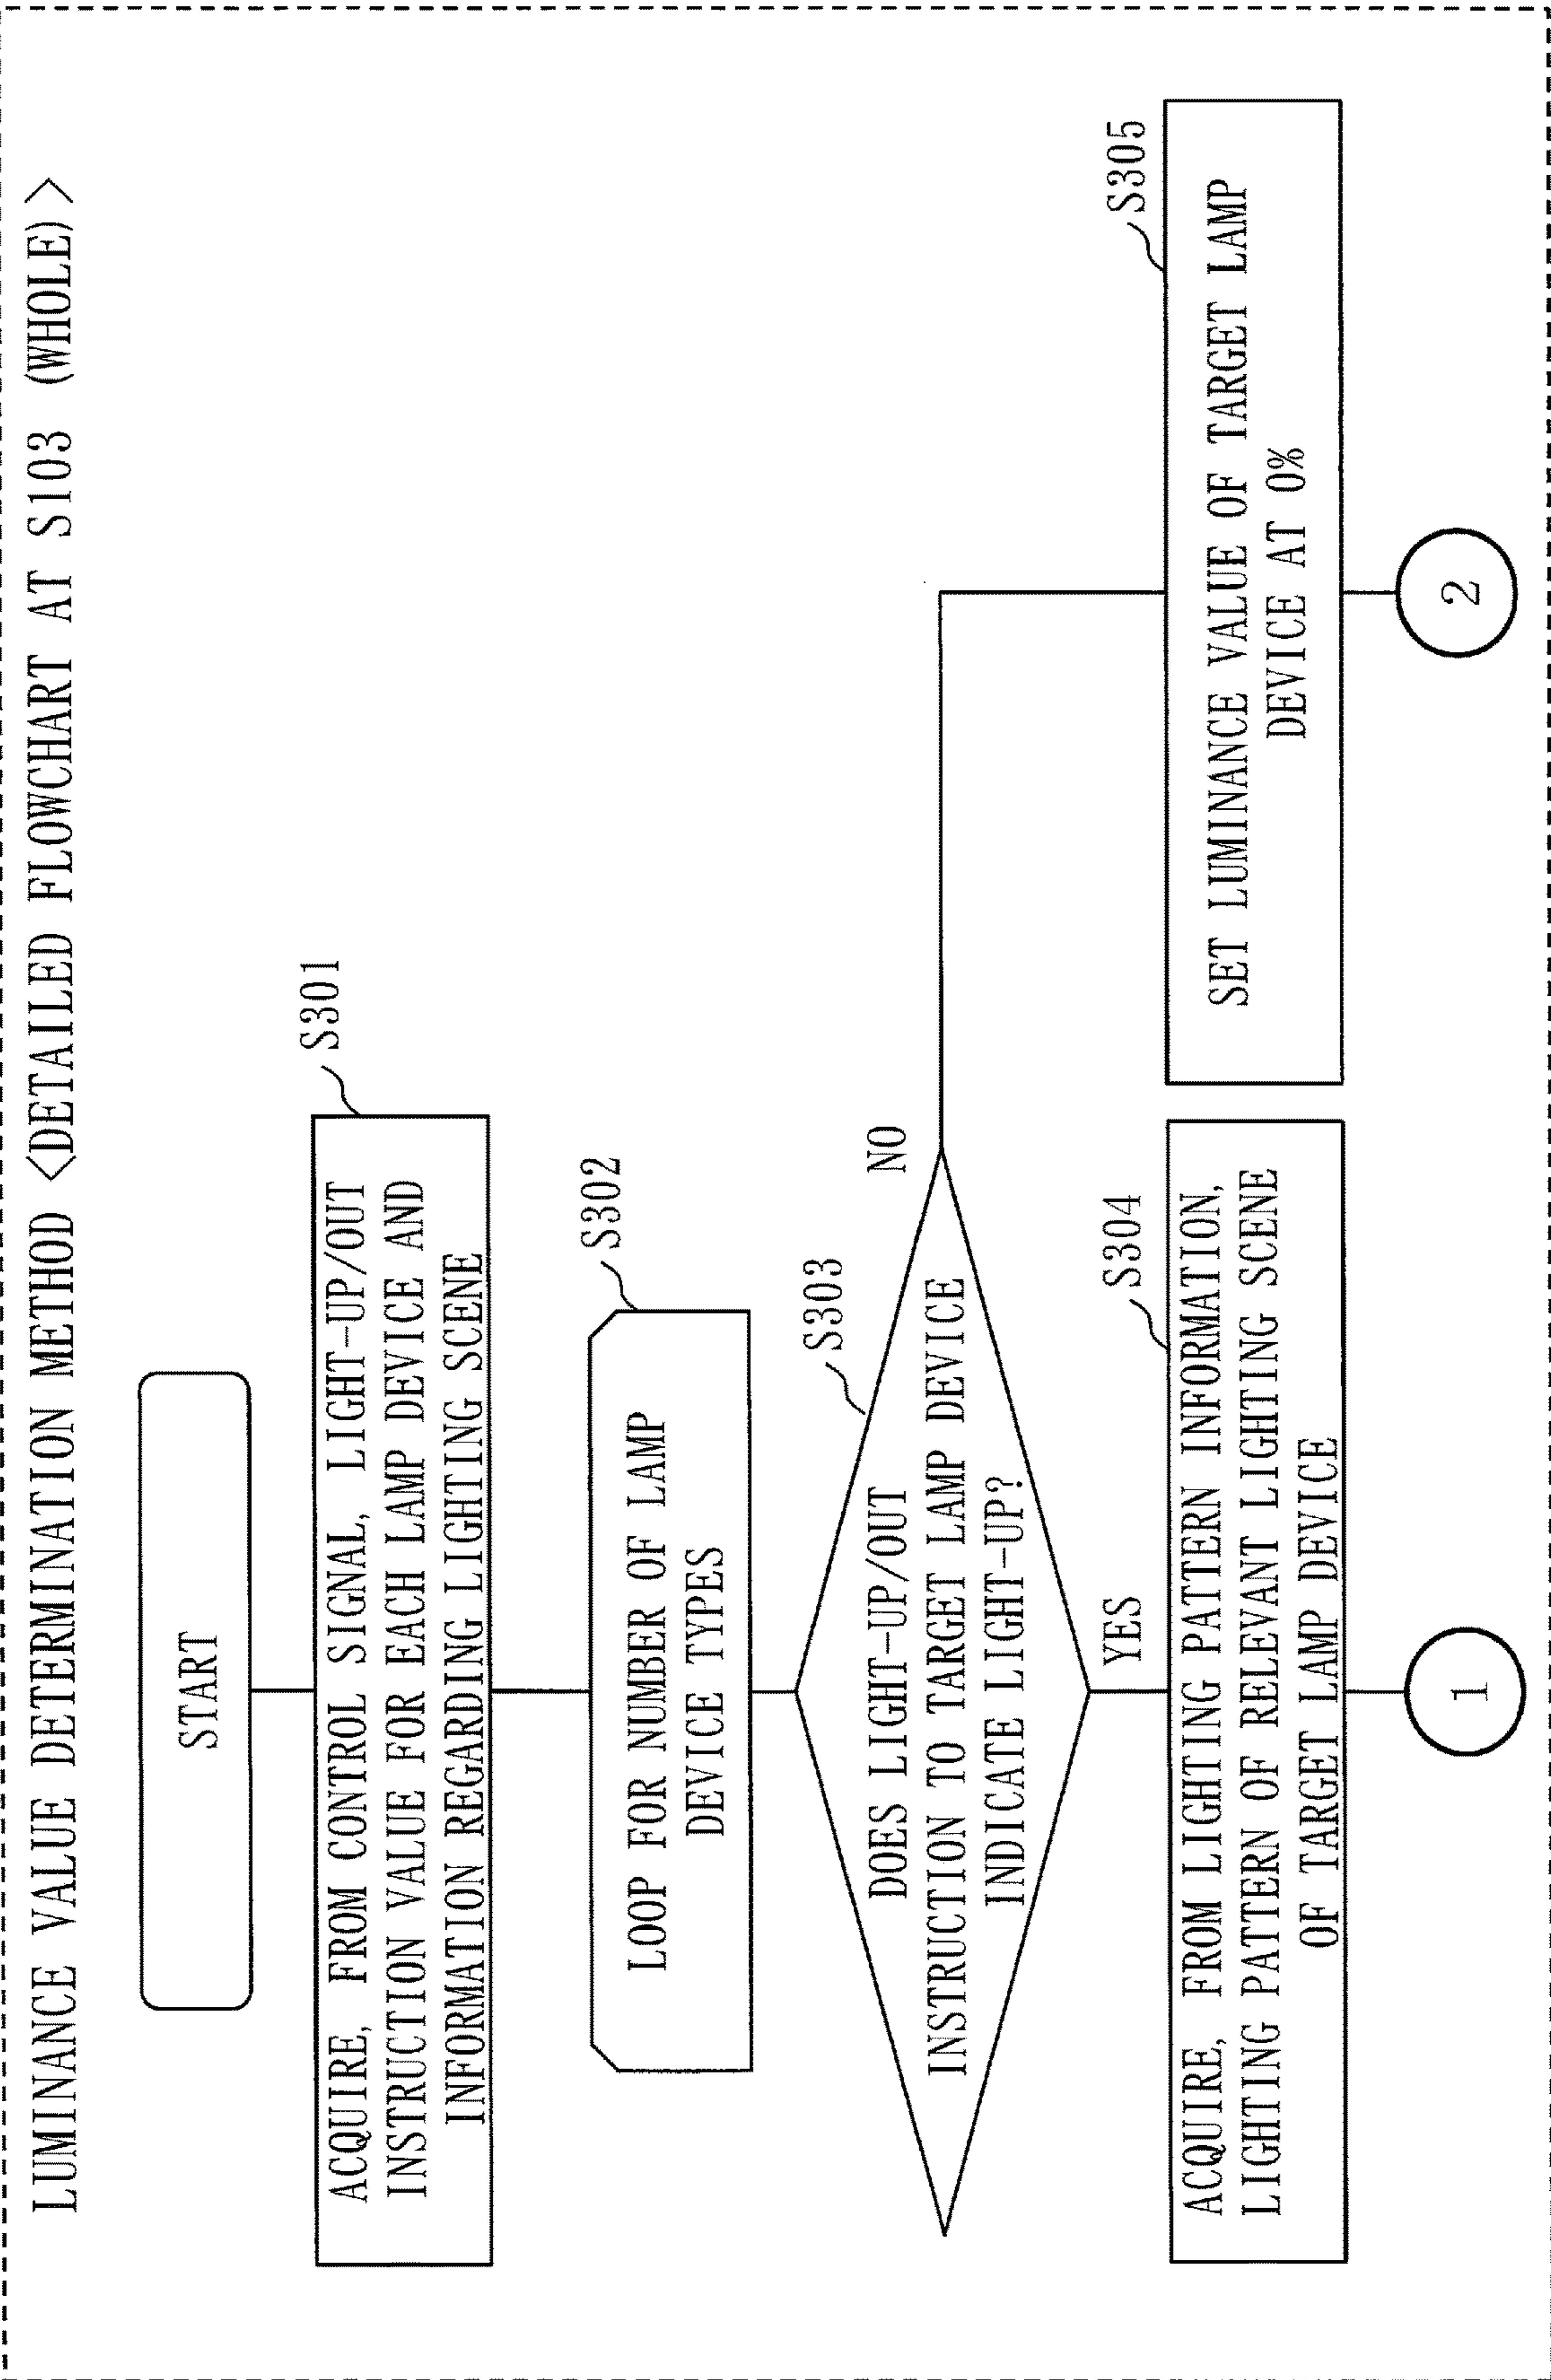 LUMINANCE VALUE DETERMINATION METHOD <DETAILED FLOWCHART AT S103 (WHOLE)>
START
S301
ACQUIRE, FROM CONTROL SIGNAL, LIGHT-UP/OUT
INSTRUCTION VALUE FOR EACH LAMP DEVICE AND
INFORMATION REGARDING LIGHTING SCENE
S302
LOOP FOR NUMBER OF LAMP
DEVICE TYPES
S303
DOES LIGHT-UP/OUT
INSTRUCTION TO TARGET LAMP DEVICE
INDICATE LIGHT-UP?
NO
YES
S304
ACQUIRE, FROM LIGHTING PATTERN INFORMATION,
LIGHTING PATTERN OF RELEVANT LIGHTING SCENE
OF TARGET LAMP DEVICE
1
S305
SET LUMINANCE VALUE OF TARGET LAMP
DEVICE AT 0%
2